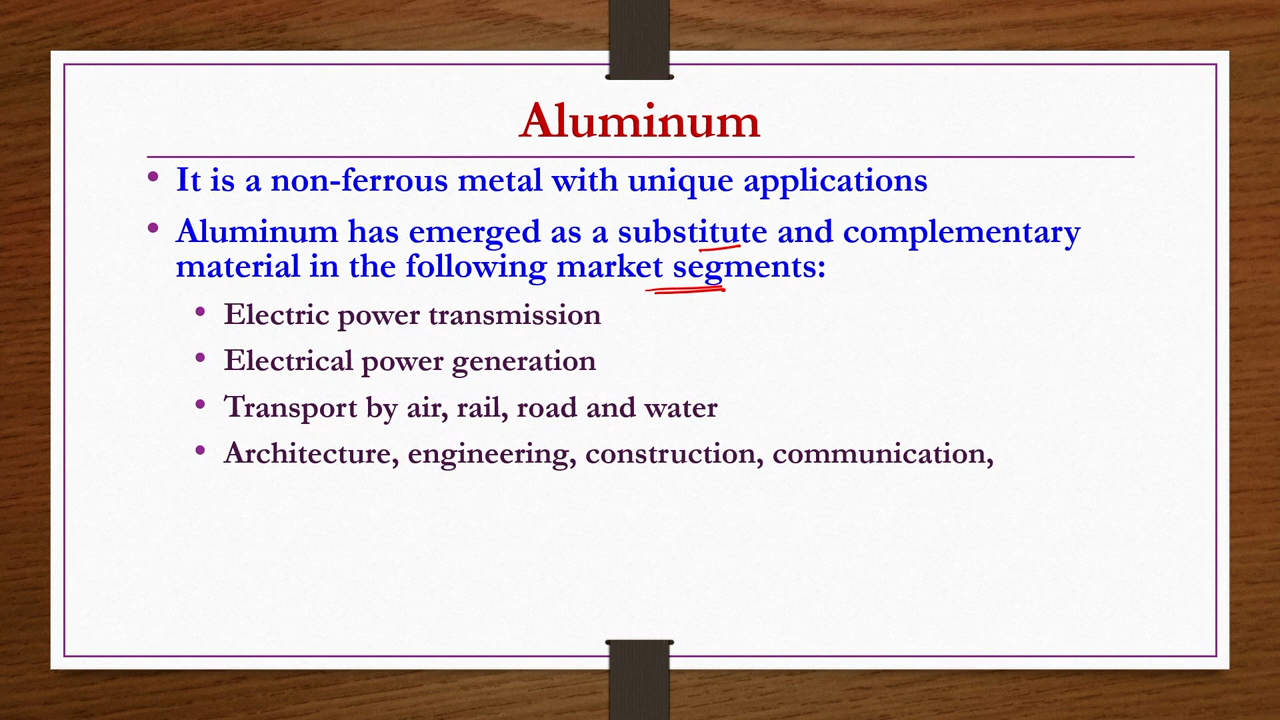 Aluminum
• It is a non-ferrous metal with unique applications
• Aluminum has emerged as a substitute and complementary
material in the following market segments:
• Electric power transmission
• Electrical power generation
• Transport by air, rail, road and water
• Architecture, engineering, construction, communication,